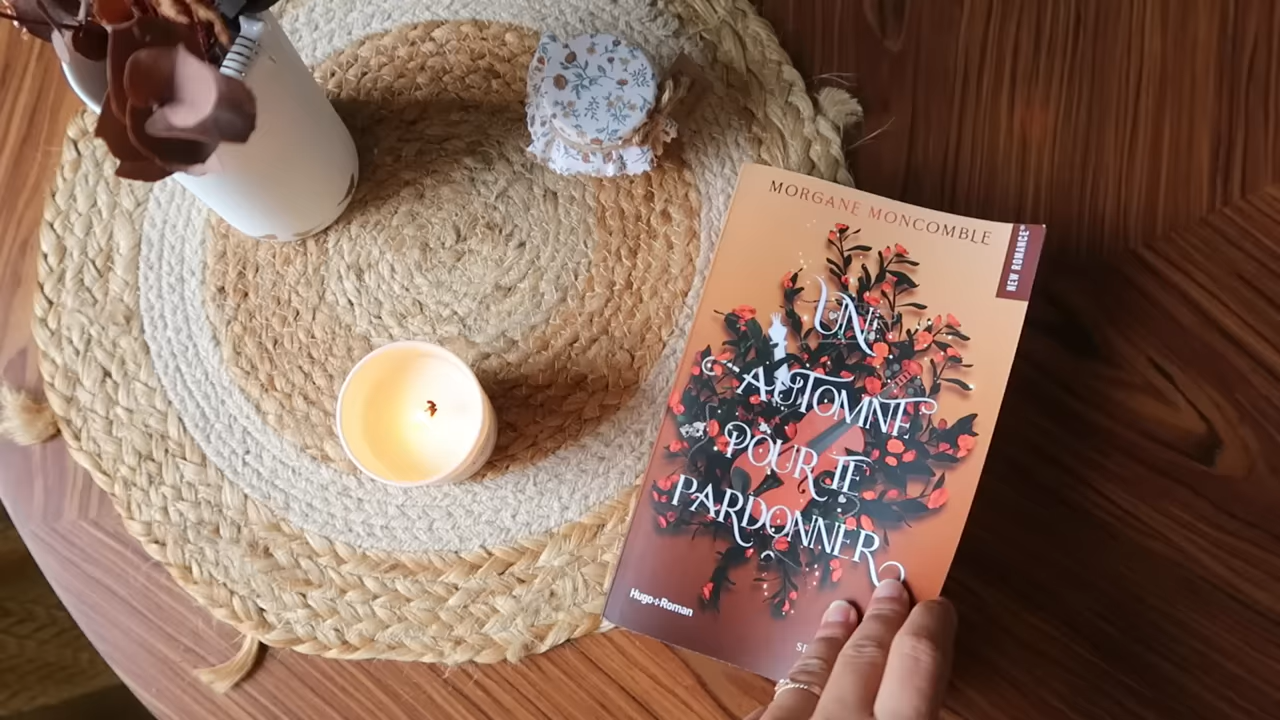 MORGANE MONCOMBLE
NEW ROMANCE
UN
AUTOMNE
POUR TE
PARDONNER
Hugo+Roman